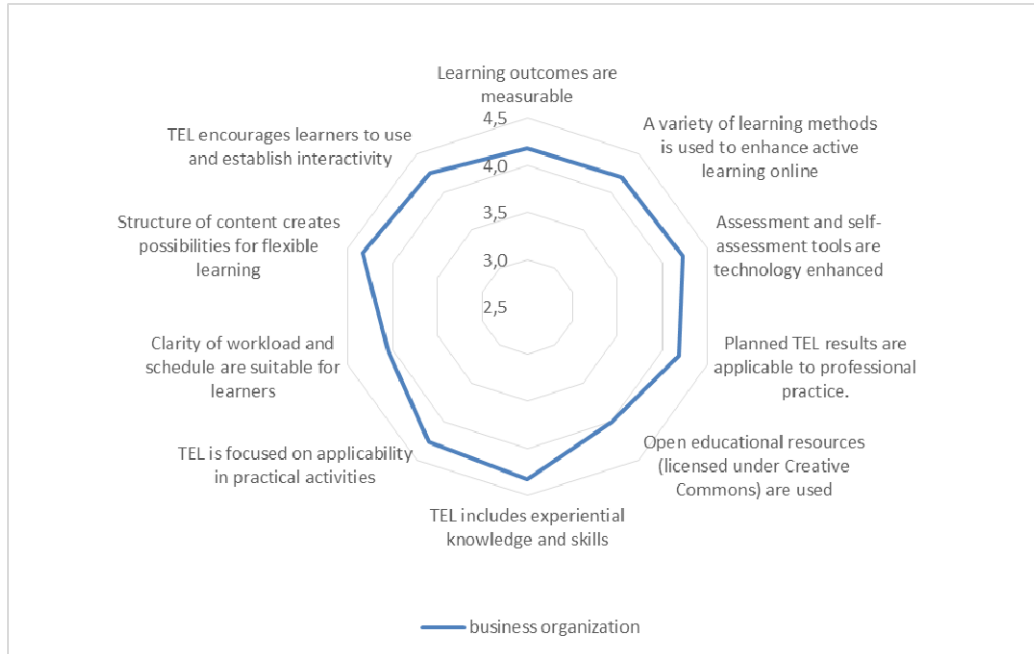 Learning outcomes are
measurable
A variety of learning methods
is used to enhance active
learning online
Assessment and self-
assessment tools are
technology enhanced
Planned TEL results are
applicable to professional
practice.
Open educational resources
(licensed under Creative
Commons) are used
TEL includes experiential
knowledge and skills
TEL is focused on applicability
in practical activities
Clarity of workload and
schedule are suitable for
learners
Structure of content creates
possibilities for flexible
learning
TEL encourages learners to use
and establish interactivity
4,5
4,0
3,5
3,0
2,5
business organization